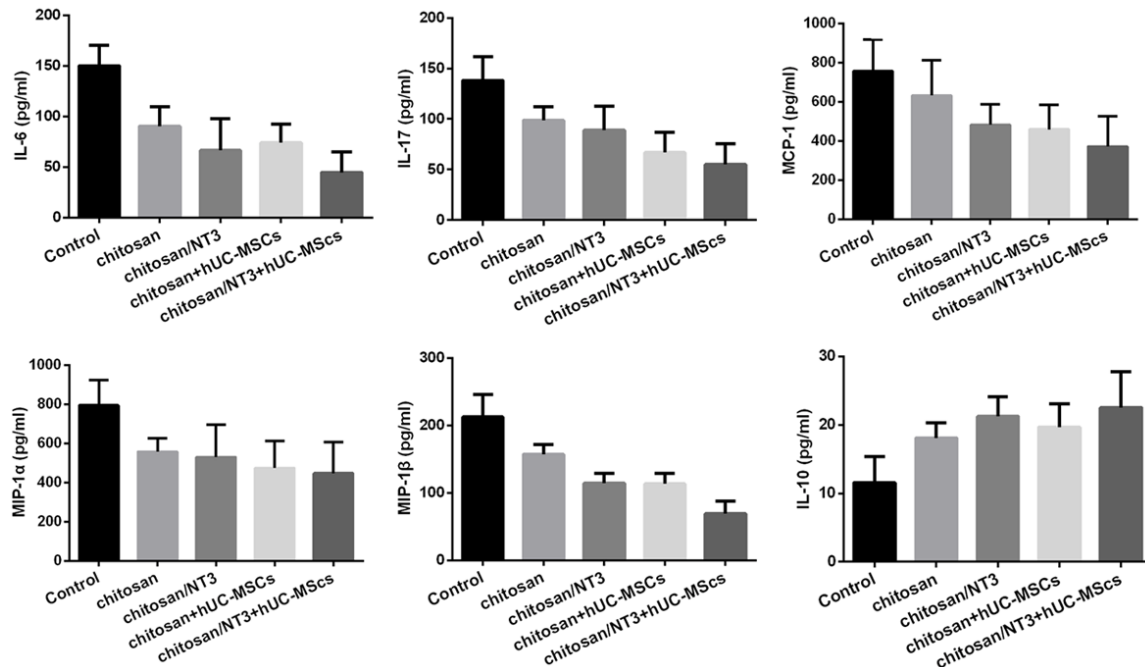 200
150
100
50
0
IL-6 (pg/ml)
Control
chitosan
chitosan/NT3
chitosan+hUC-MSCs
chitosan/NT3+hUC-MScs
200
150
100
50
0
IL-17 (pg/ml)
Control
chitosan
chitosan/NT3
chitosan+hUC-MSCs
chitosan/NT3+hUC-MScs
1000
800
600
400
200
0
MCP-1 (pg/ml)
Control
chitosan
chitosan/NT3
chitosan+hUC-MSCs
chitosan/NT3+hUC-MScs
1000
800
600
400
200
0
MIP-1α (pg/ml)
Control
chitosan
chitosan/NT3
chitosan+hUC-MSCs
chitosan/NT3+hUC-MScs
300
200
100
0
MIP-1β (pg/ml)
Control
chitosan
chitosan/NT3
chitosan+hUC-MSCs
chitosan/NT3+hUC-MScs
30
20
10
0
IL-10 (pg/ml)
Control
chitosan
chitosan/NT3
chitosan+hUC-MSCs
chitosan/NT3+hUC-MScs